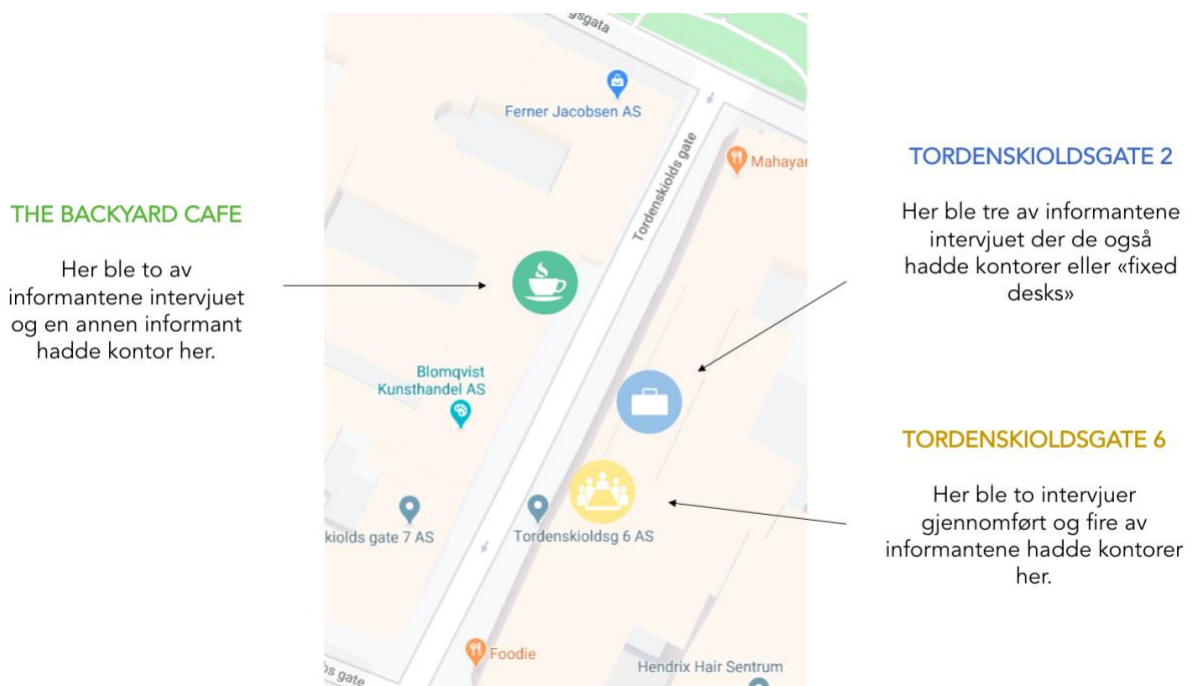 THE BACKYARD CAFE
Her ble to av
informantene intervjuet
og en annen informant
hadde kontor her.
gsgata
Ferner Jacobsen AS
Mahayan
Tordenskiolds gate
Blomqvist
Kunsthandel AS
kiolds gate 7 AS
Tordenskioldsg 6 AS
Foodie
bs gate
Hendrix Hair Sentrum
TORDENSKIOLDSGATE 2
Her ble tre av informantene
intervjuet der de også
hadde kontorer eller «fixed
desks»
TORDENSKIOLDSGATE 6
Her ble to intervjuer
gjennomført og fire av
informantene hadde kontorer
her.